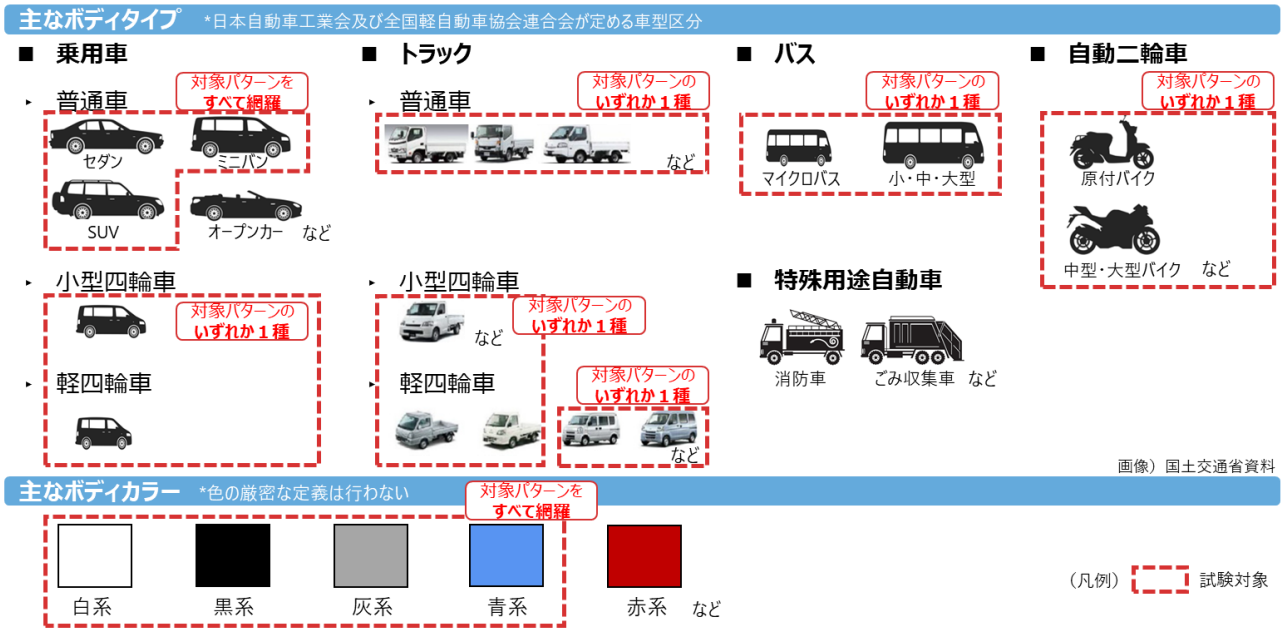 主なボディタイプ *日本自動車工業会及び全国軽自動車協会連合会が定める車型区分
■ 乗用車
▸ 普通車
対象パターンを
すべて網羅
セダン
ミニバン
SUV
オープンカー など
▸ 小型四輪車
対象パターンの
いずれか１種
▸ 軽四輪車
■ トラック
▸ 普通車
対象パターンの
いずれか１種
など
▸ 小型四輪車
対象パターンの
いずれか１種
など
▸ 軽四輪車
対象パターンの
いずれか１種
など
■ バス
対象パターンの
いずれか１種
マイクロバス
小・中・大型
■ 特殊用途自動車
消防車
ごみ収集車 など
■ 自動二輪車
対象パターンの
いずれか１種
原付バイク
中型・大型バイク など
画像）国土交通省資料
主なボディカラー *色の厳密な定義は行わない
対象パターンを
すべて網羅
白系
黒系
灰系
青系
赤系 など
（凡例） 試験対象